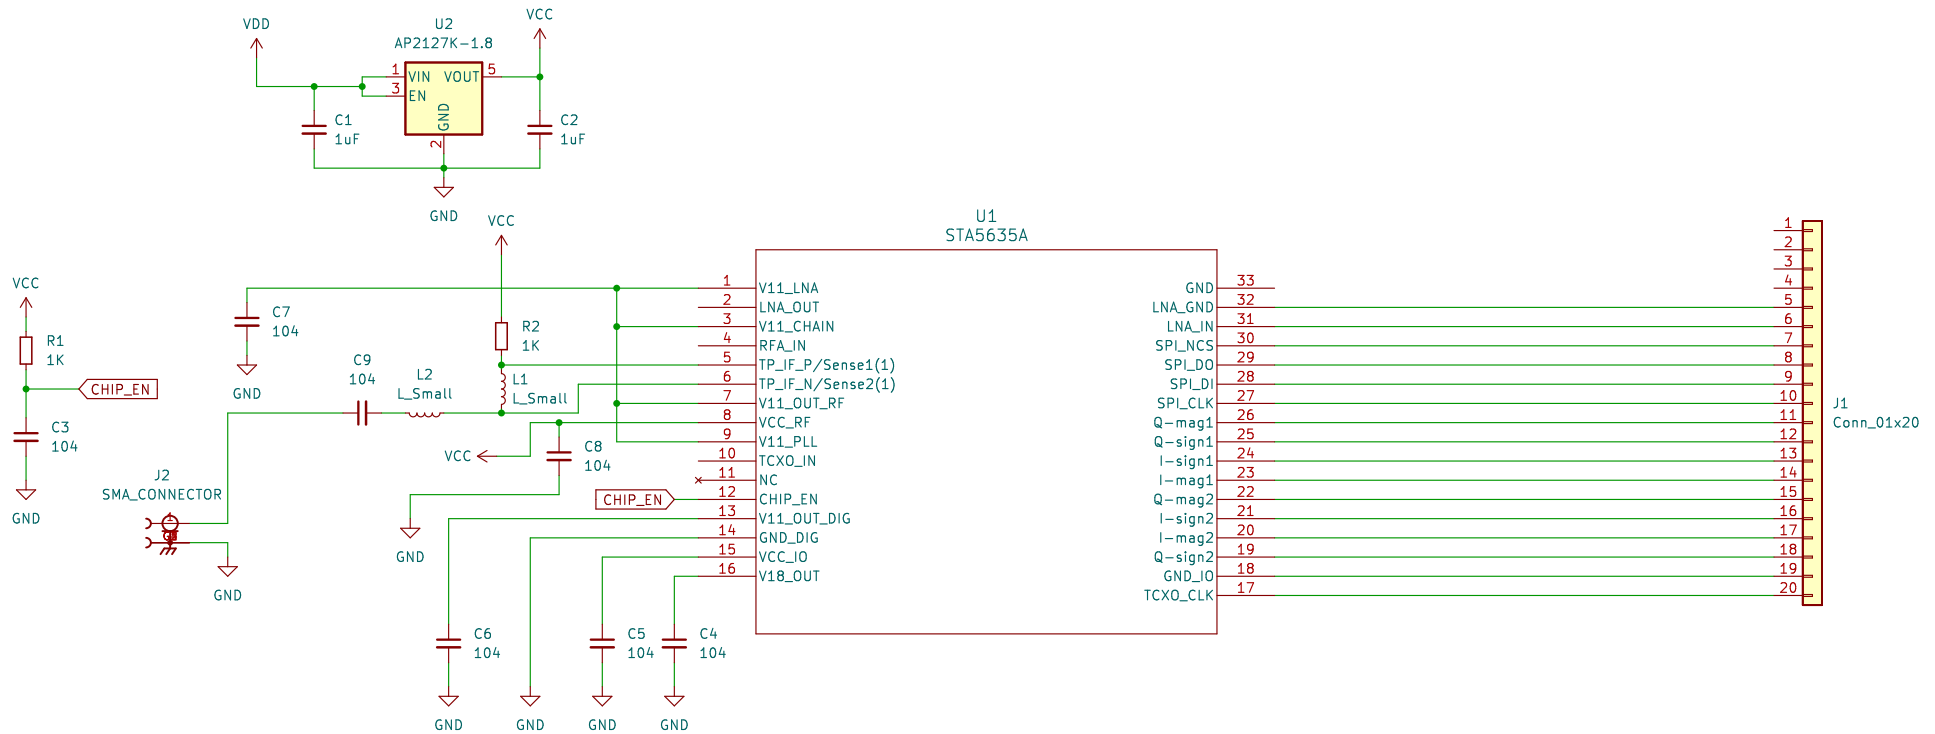 VDD
U2
AP2127K-1.8
VCC
1 VIN VOUT 5
3 EN
GND
2
C1
1uF
C2
1uF
GND
VCC
R1
1K
CHIP_EN
C3
104
GND
C7
104
GND
VCC
R2
1K
C9
104
L2
L_Small
L1
L_Small
VCC
C8
104
GND
J2
SMA_CONNECTOR
1
GND
CHIP_EN
C6
104
GND
GND
C5
104
GND
C4
104
GND
U1
STA5635A
1 V11_LNA
2 LNA_OUT
3 V11_CHAIN
4 RFA_IN
5 TP_IF_P/Sense1(1)
6 TP_IF_N/Sense2(1)
7 V11_OUT_RF
8 VCC_RF
9 V11_PLL
10 TCXO_IN
11 NC
12 CHIP_EN
13 V11_OUT_DIG
14 GND_DIG
15 VCC_IO
16 V18_OUT
GND 33
LNA_GND 32
LNA_IN 31
SPI_NCS 30
SPI_DO 29
SPI_DI 28
SPI_CLK 27
Q-mag1 26
Q-sign1 25
I-sign1 24
I-mag1 23
Q-mag2 22
I-sign2 21
I-mag2 20
Q-sign2 19
GND_IO 18
TCXO_CLK 17
1
2
3
4
5
6
7
8
9
10
11
12
13
14
15
16
17
18
19
20
J1
Conn_01x20